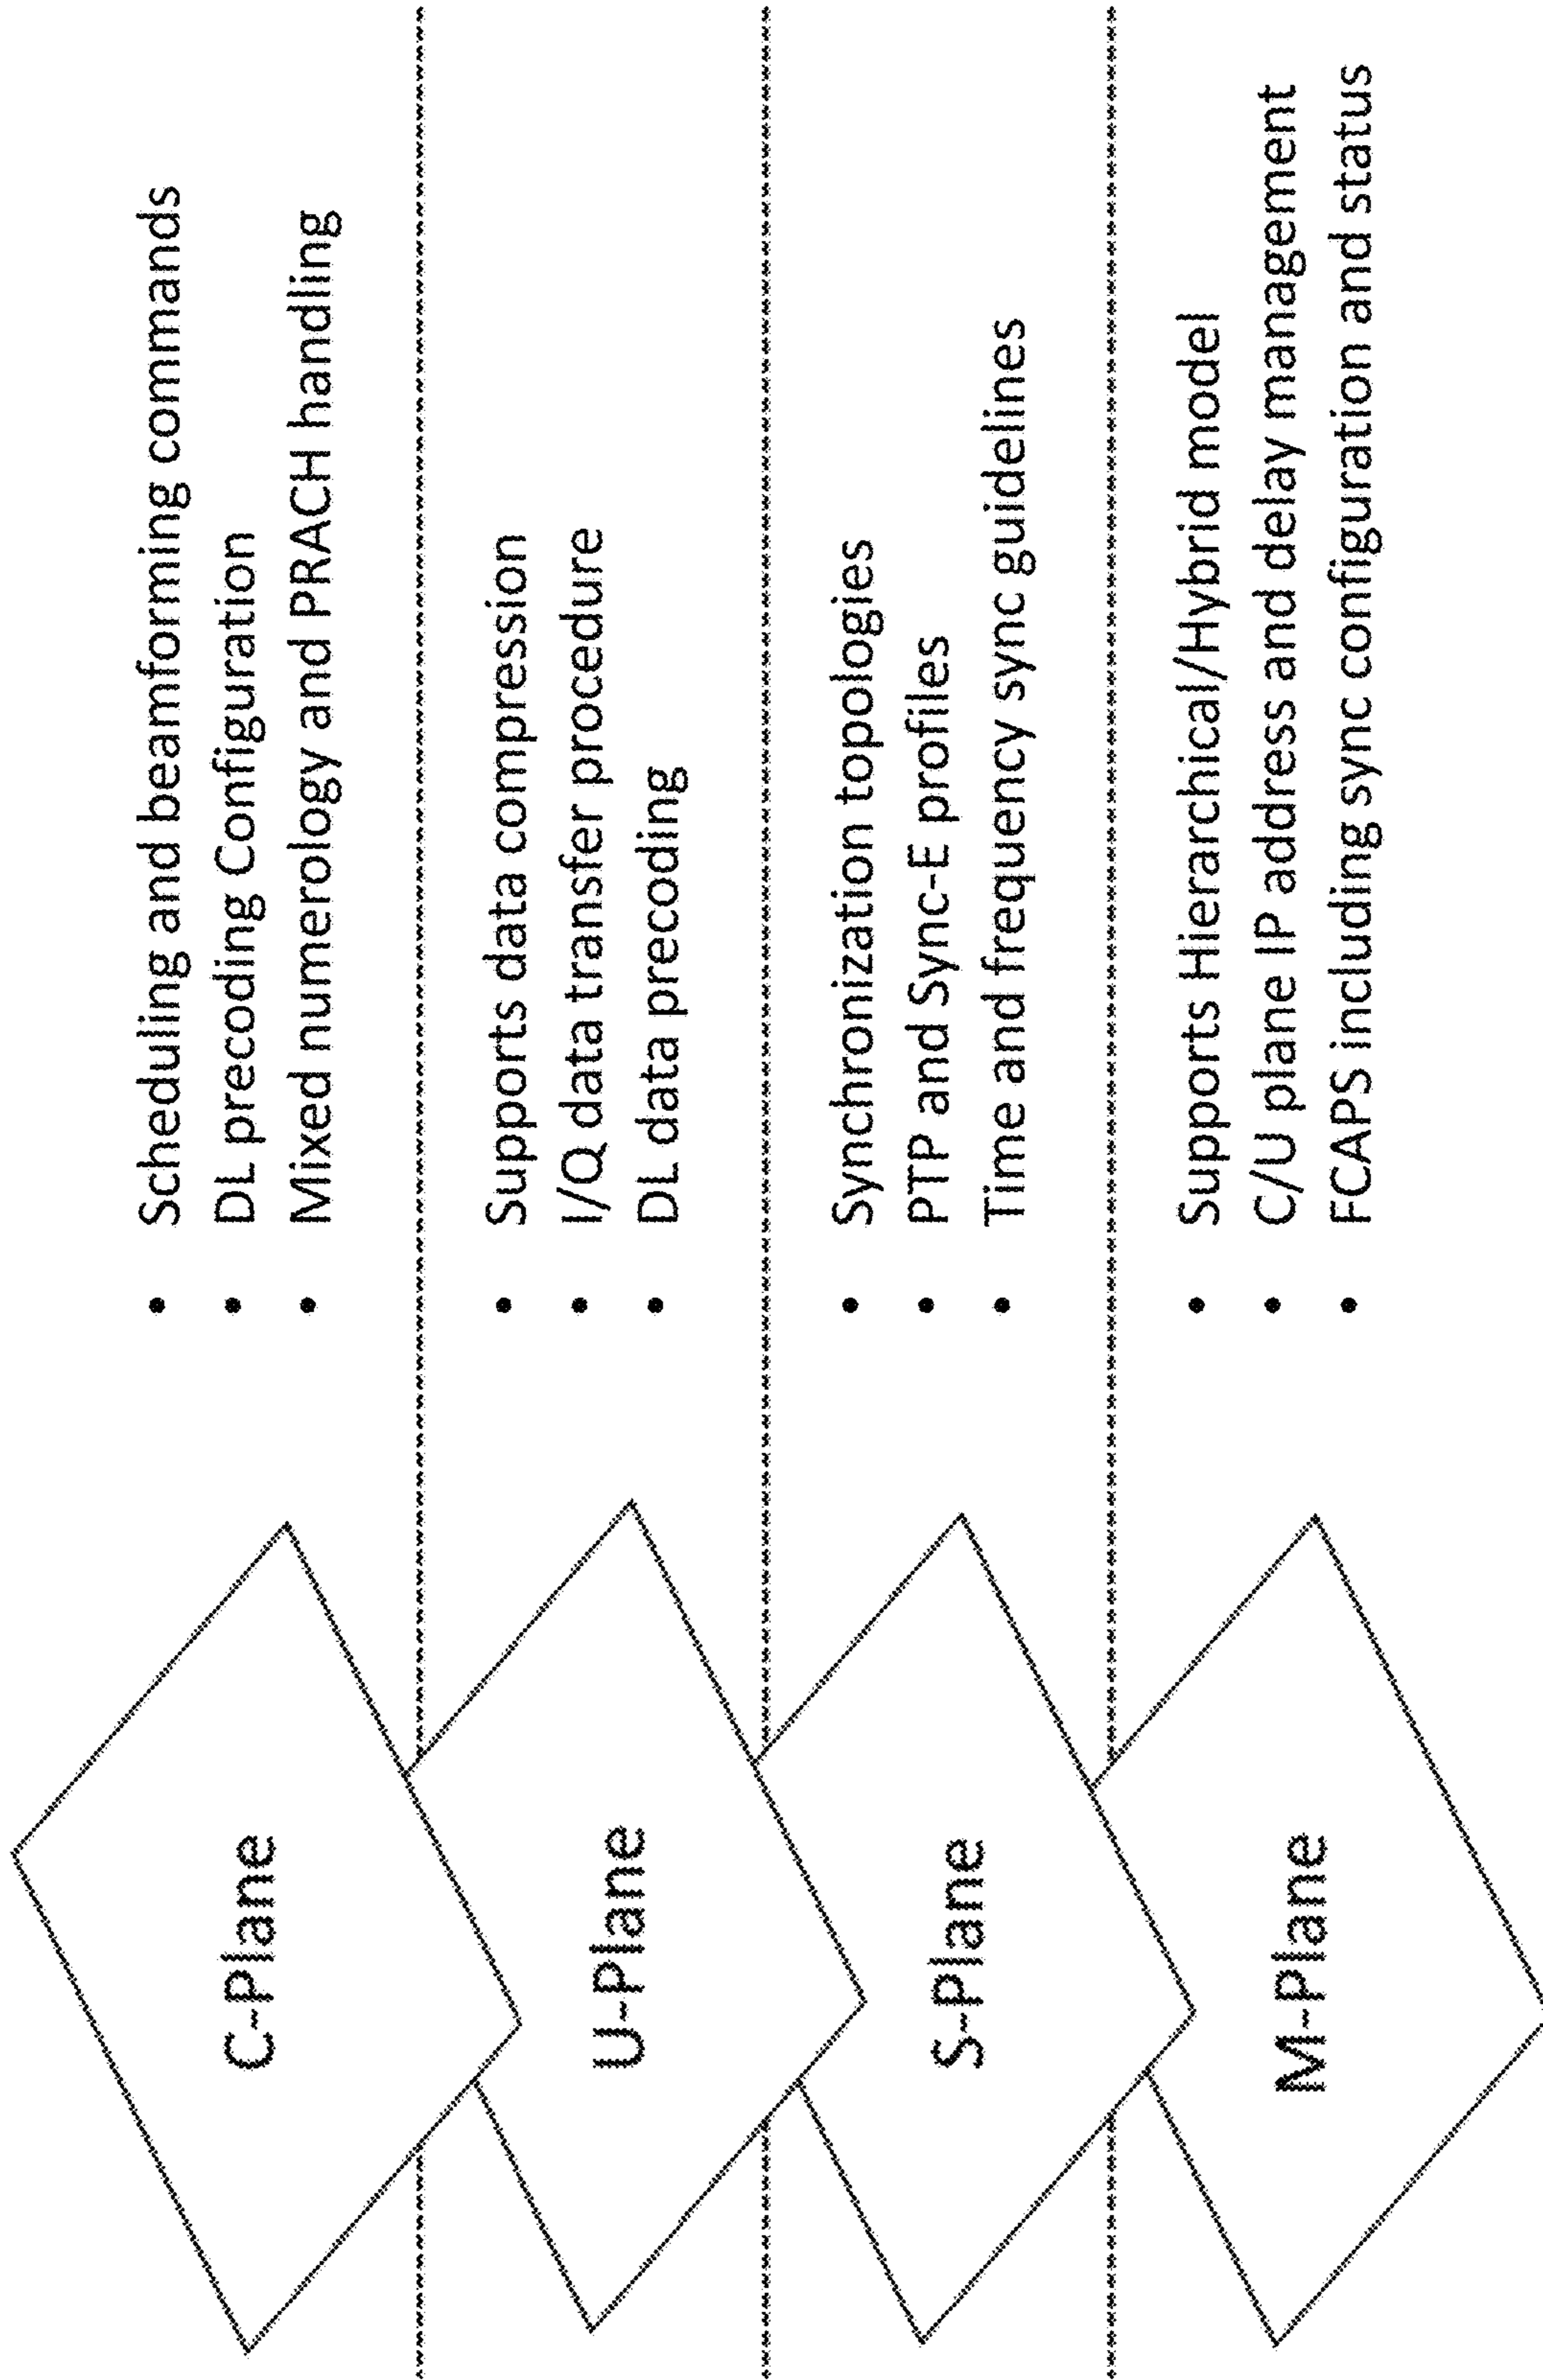 C-Plane
• Scheduling and beamforming commands
• DL precoding Configuration
• Mixed numerology and PRACH handling
U-Plane
• Supports data compression
• I/Q data transfer procedure
• DL data precoding
S-Plane
• Synchronization topologies
• PTP and Sync-E profiles
• Time and frequency sync guidelines
M-Plane
• Supports Hierarchical/Hybrid model
• C/U plane IP address and delay management
• FCAPS including sync configuration and status